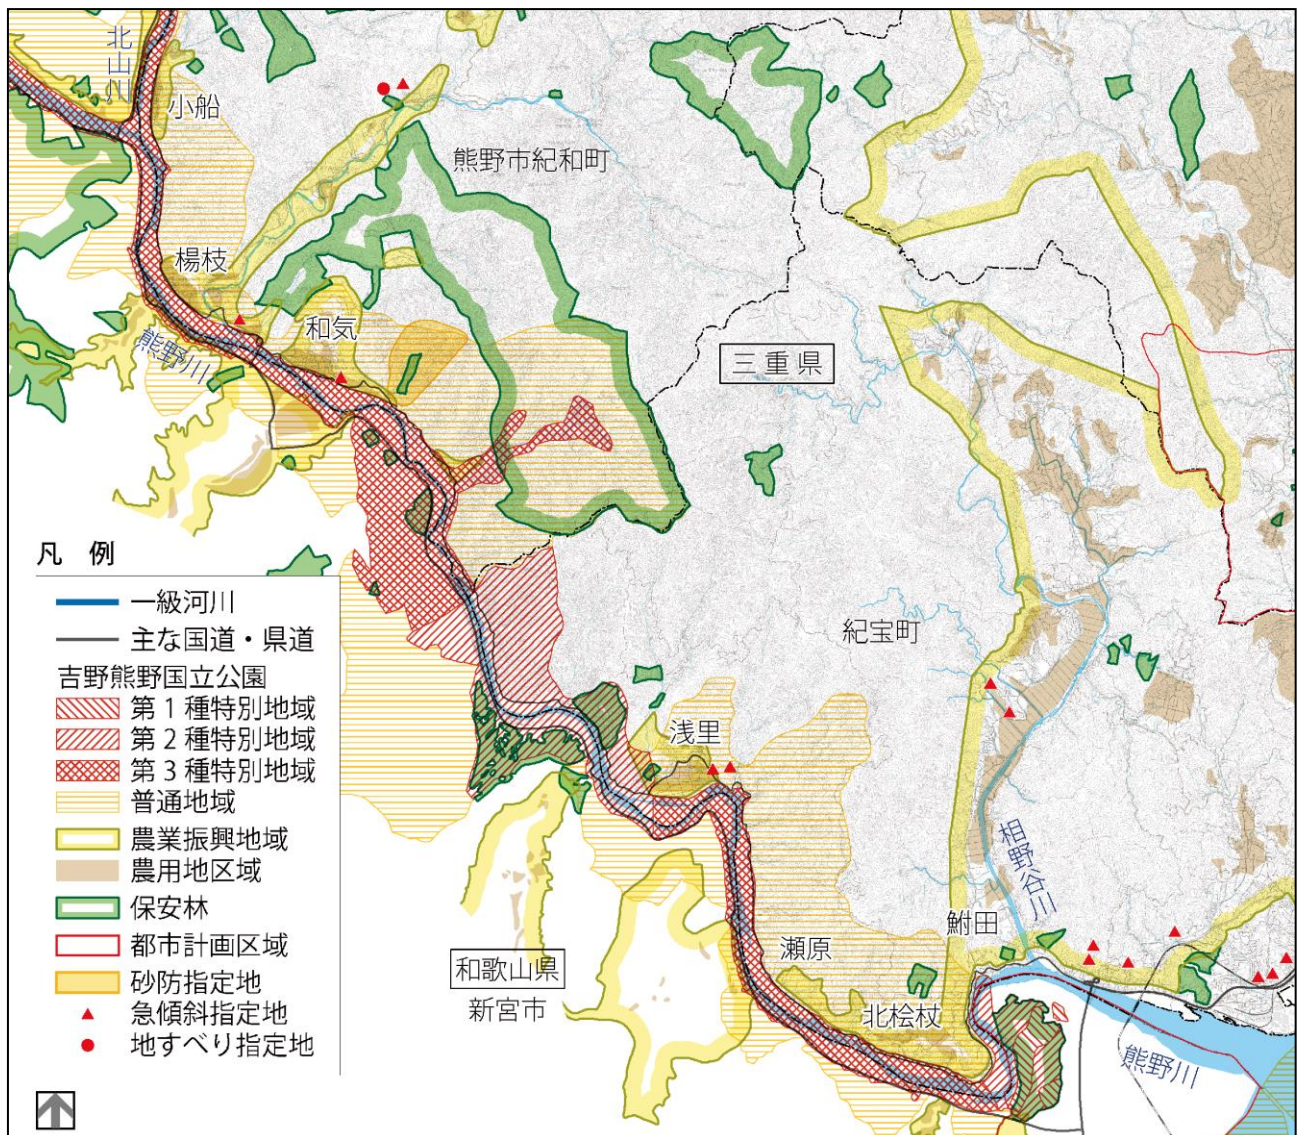 北山川
小船
熊野市紀和町
楊枝
和気
熊野川
三重県
凡 例
一級河川
主な国道・県道
吉野熊野国立公園
第1種特別地域
第2種特別地域
第3種特別地域
普通地域
農業振興地域
農用地区域
保安林
都市計画区域
砂防指定地
急傾斜指定地
地すべり指定地
紀宝町
浅里
相野谷川
鮒田
瀬原
和歌山県
新宮市
北桧杖
熊野川